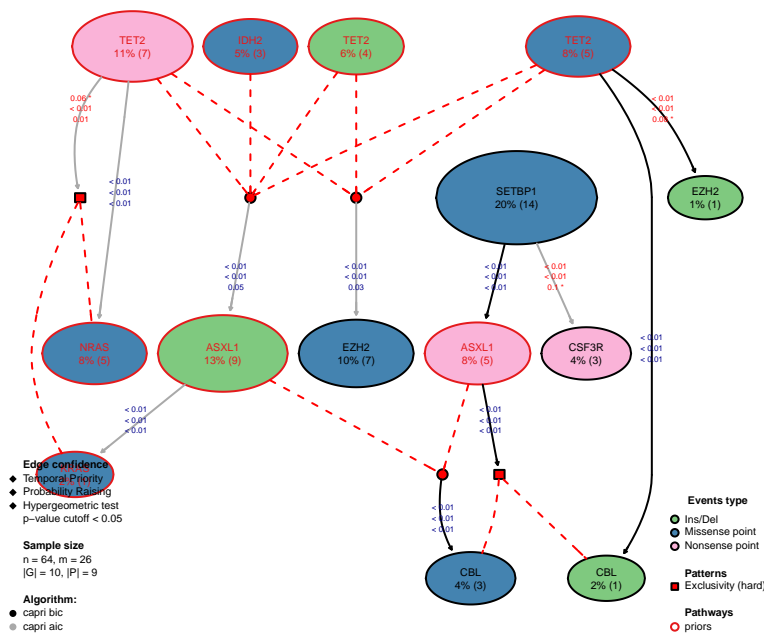 TET2
11% (7)
IDH2
5% (3)
TET2
6% (4)
TET2
8% (5)
0.06 *
< 0.01
0.01
< 0.01
< 0.01
< 0.01
< 0.01
< 0.01
SETBP1
20% (14)
EZH2
1% (1)
< 0.01
< 0.01
0.05
< 0.01
< 0.01
0.03
< 0.01
< 0.01
< 0.01
< 0.01
< 0.01
0.1 *
NRAS
8% (5)
ASXL1
13% (9)
EZH2
10% (7)
ASXL1
8% (5)
CSF3R
4% (3)
< 0.01
< 0.01
< 0.01
< 0.01
< 0.01
< 0.01
< 0.01
< 0.01
< 0.01
< 0.01
< 0.01
< 0.01
CBL
4% (3)
CBL
2% (1)
Edge confidence
Temporal Priority
Probability Raising
Hypergeometric test
p−value cutoff < 0.05
Sample size
n = 64, m = 26
|G| = 10, |P| = 9
Algorithm:
capri bic
capri aic
Events type
Ins/Del
Missense point
Nonsense point
Patterns
Exclusivity (hard)
Pathways
priors